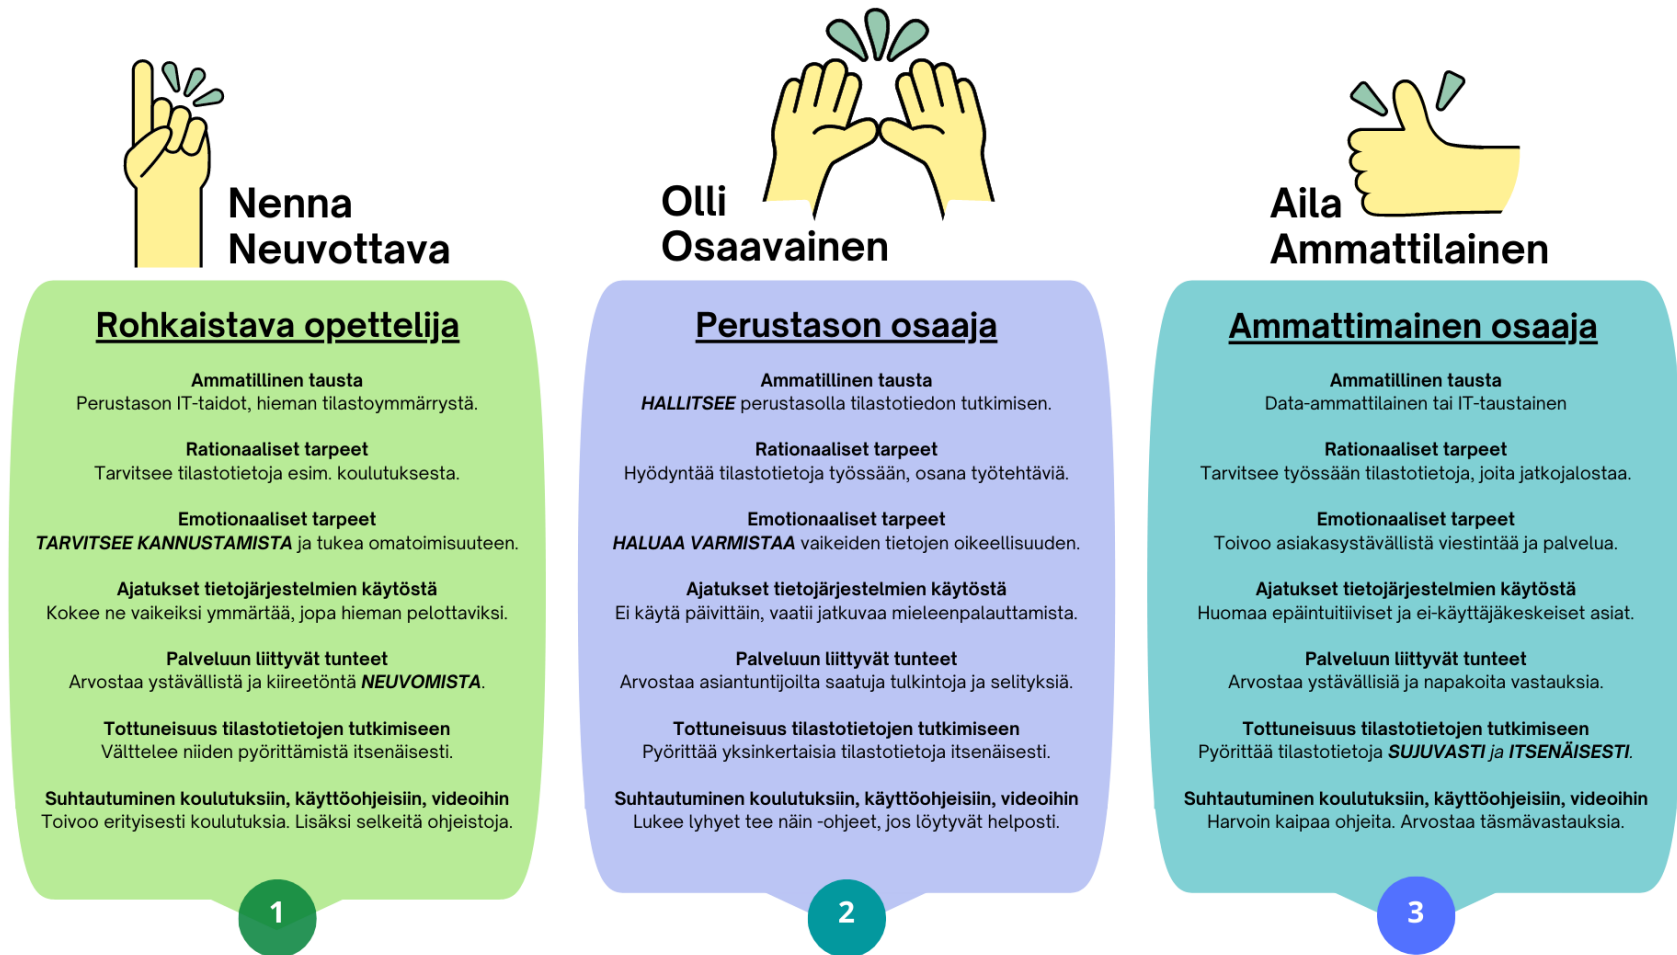 Nenna
Neuvottava
Rohkaistava opettelija
Ammatillinen tausta
Perustason IT-taidot, hieman tilastoymmärrystä.
Rationaaliset tarpeet
Tarvitsee tilastotietoja esim. koulutuksesta.
Emotionaaliset tarpeet
TARVITSEE KANNUSTAMISTA ja tukea omatoimisuuteen.
Ajatukset tietojärjestelmien käytöstä
Kokee ne vaikeiksi ymmärtää, jopa hieman pelottaviksi.
Palveluun liittyvät tunteet
Arvostaa ystävällistä ja kiireetöntä NEUVOMISTA.
Tottuneisuus tilastotietojen tutkimiseen
Välttelee niiden pyörittämistä itsenäisesti.
Suhtautuminen koulutuksiin, käyttöohjeisiin, videoihin
Toivoo erityisesti koulutuksia. Lisäksi selkeitä ohjeistoja.
1
Olli
Osaavainen
Perustason osaaja
Ammatillinen tausta
HALLITSEE perustasolla tilastotiedon tutkimisen.
Rationaaliset tarpeet
Hyödyntää tilastotietoja työssään, osana työtehtäviä.
Emotionaaliset tarpeet
HALUAA VARMISTAA vaikeiden tietojen oikeellisuuden.
Ajatukset tietojärjestelmien käytöstä
Ei käytä päivittäin, vaatii jatkuvaa mieleenpalauttamista.
Palveluun liittyvät tunteet
Arvostaa asiantuntijoilta saatuja tulkintoja ja selityksiä.
Tottuneisuus tilastotietojen tutkimiseen
Pyörittää yksinkertaisia tilastotietoja itsenäisesti.
Suhtautuminen koulutuksiin, käyttöohjeisiin, videoihin
Lukee lyhyet tee näin -ohjeet, jos löytyvät helposti.
2
Aila
Ammattilainen
Ammattimainen osaaja
Ammatillinen tausta
Data-ammattilainen tai IT-taustainen
Rationaaliset tarpeet
Tarvitsee työssään tilastotietoja, joita jatkojalostaa.
Emotionaaliset tarpeet
Toivoo asiakasystävällistä viestintää ja palvelua.
Ajatukset tietojärjestelmien käytöstä
Huomaa epäintuitiiviset ja ei-käyttäjäkeskeiset asiat.
Palveluun liittyvät tunteet
Arvostaa ystävällisiä ja napakoita vastauksia.
Tottuneisuus tilastotietojen tutkimiseen
Pyörittää tilastotietoja SUJUVASTI ja ITSENÄISESTI.
Suhtautuminen koulutuksiin, käyttöohjeisiin, videoihin
Harvoin kaipaa ohjeita. Arvostaa täsmävastauksia.
3